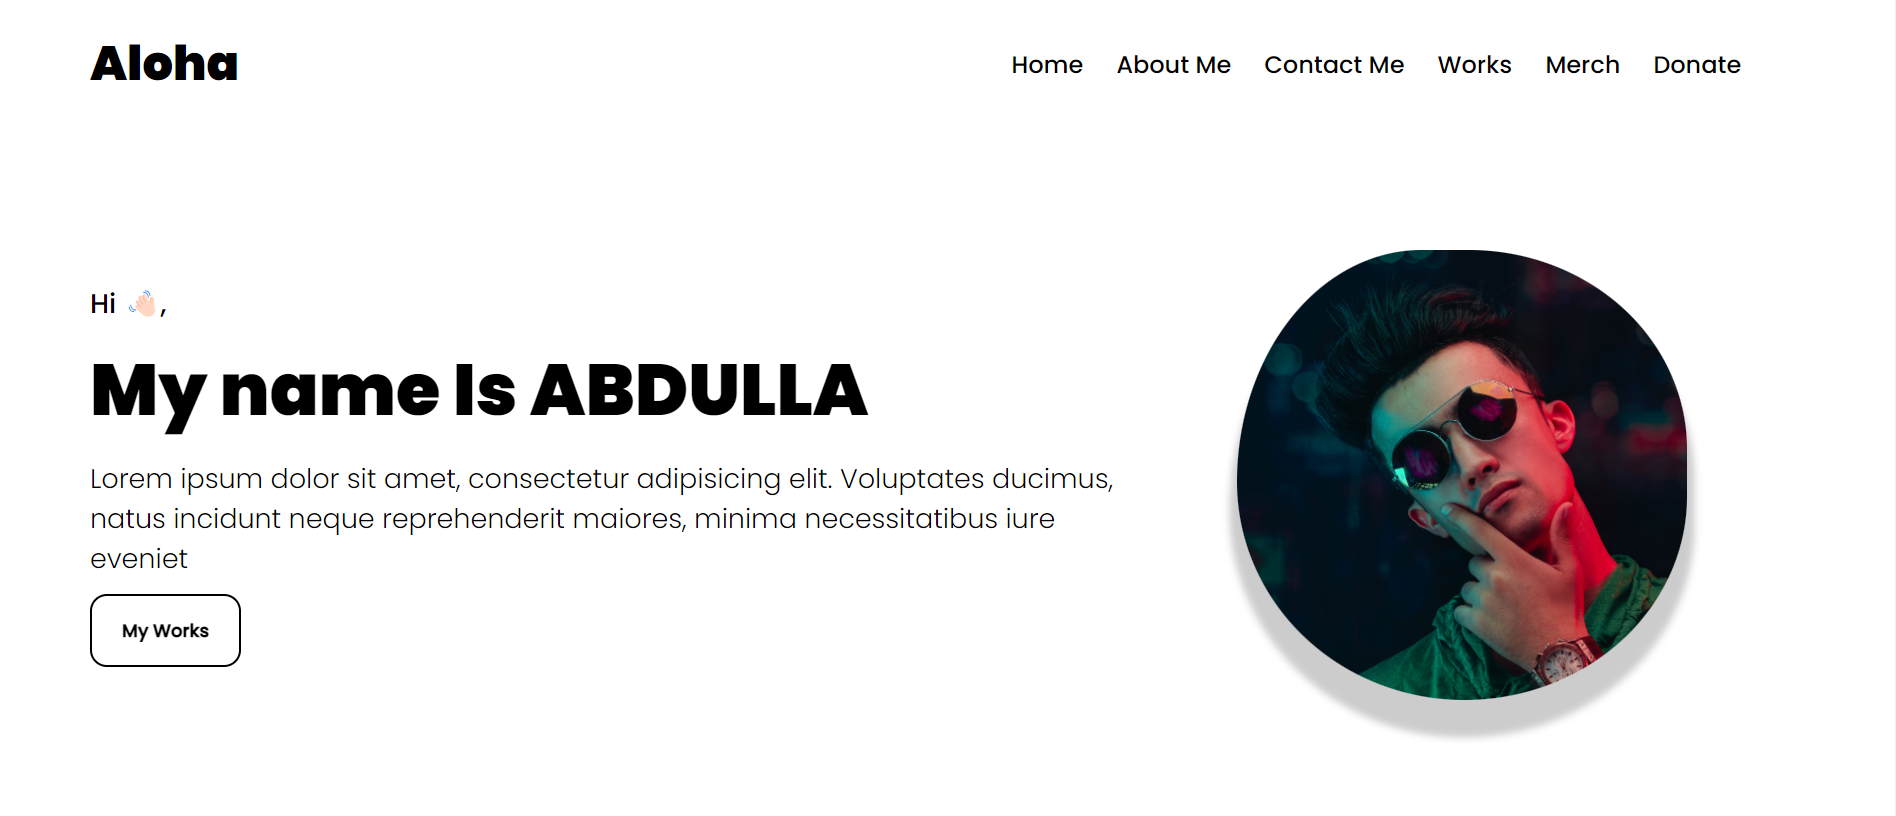 Aloha
Home About Me Contact Me Works Merch Donate
Hi 👋🏻,
My name Is ABDULLA
Lorem ipsum dolor sit amet, consectetur adipisicing elit. Voluptates ducimus,
natus incidunt neque reprehenderit maiores, minima necessitatibus iure
eveniet
My Works